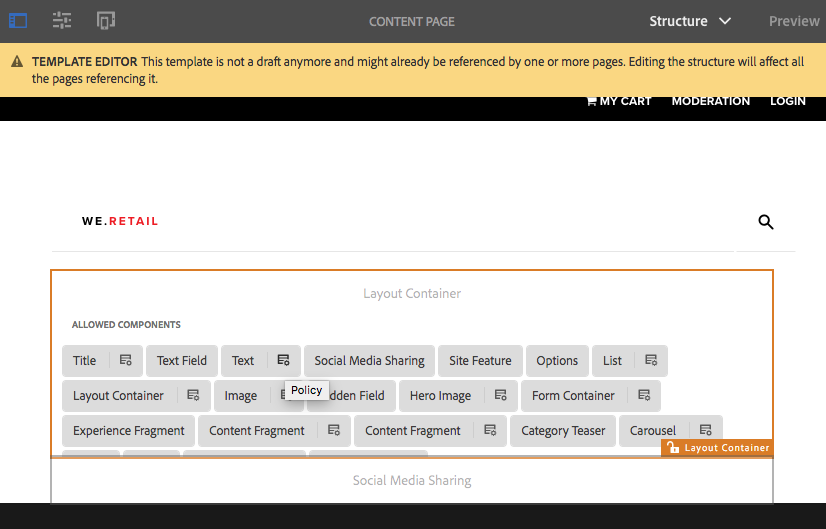 CONTENT PAGE
Structure
Preview
TEMPLATE EDITOR This template is not a draft anymore and might already be referenced by one or more pages. Editing the structure will affect all
the pages referencing it.
MY CART MODERATION LOGIN
WE.RETAIL
Layout Container
ALLOWED COMPONENTS
Title Text Field Text Social Media Sharing Site Feature Options List
Layout Container Image Policy dden Field Hero Image Form Container
Experience Fragment Content Fragment Content Fragment Category Teaser Carousel
Layout Container
Social Media Sharing